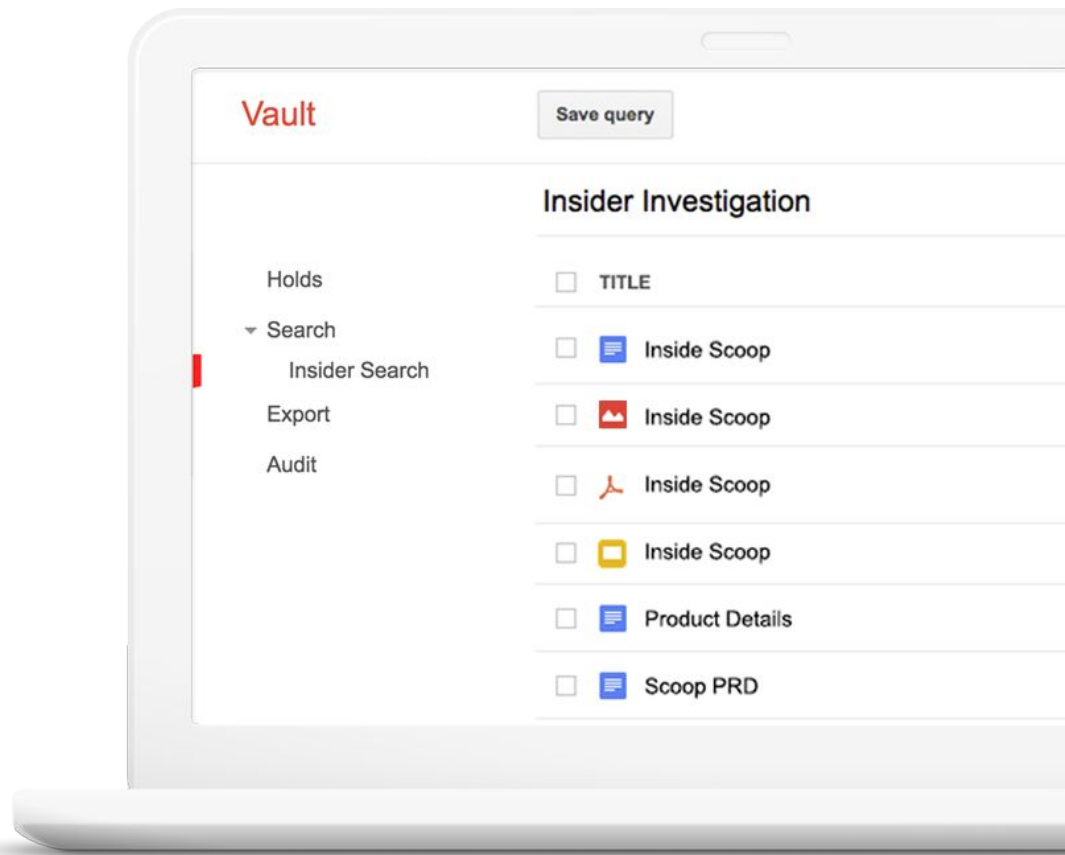 Vault
Save query
Insider Investigation
Holds
Search
Insider Search
Export
Audit
TITLE
Inside Scoop
Inside Scoop
Inside Scoop
Inside Scoop
Product Details
Scoop PRD